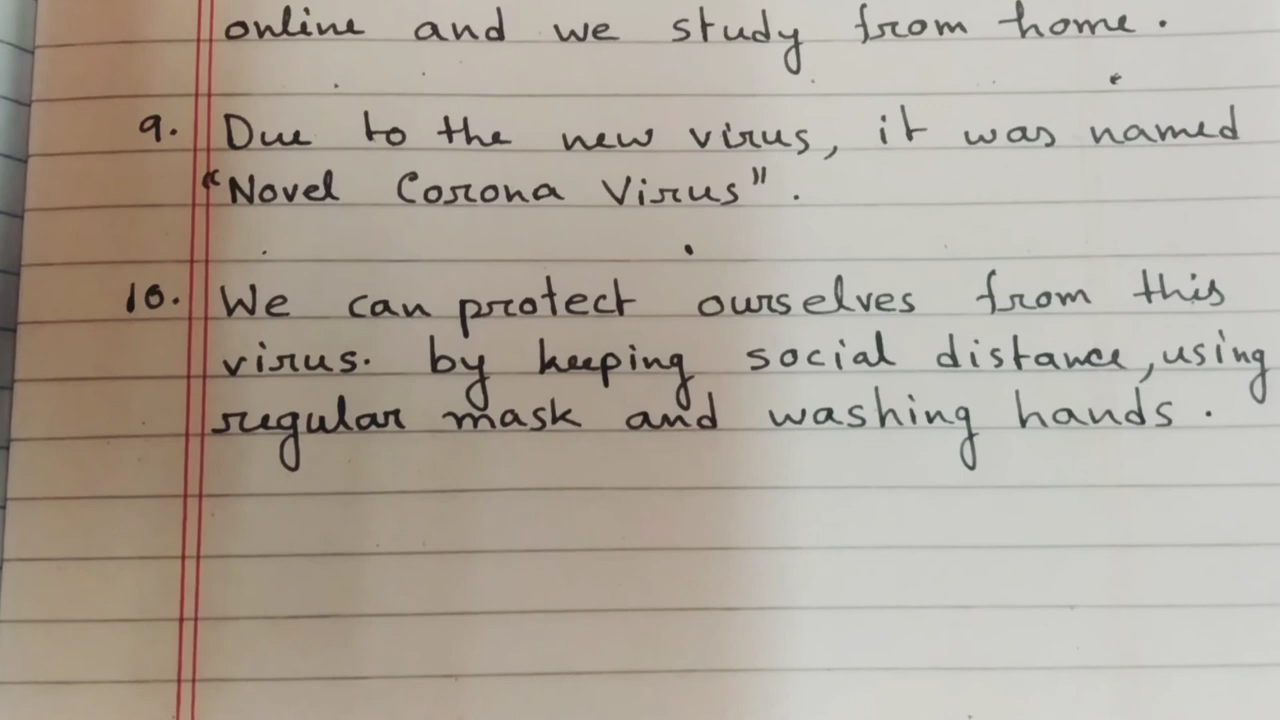 online and we study from home.
9. Due to the new virus, it was named
"Novel Corona Virus".
10. We can protect ourselves from this
virus. by keeping social distance, using
regular mask and washing hands.